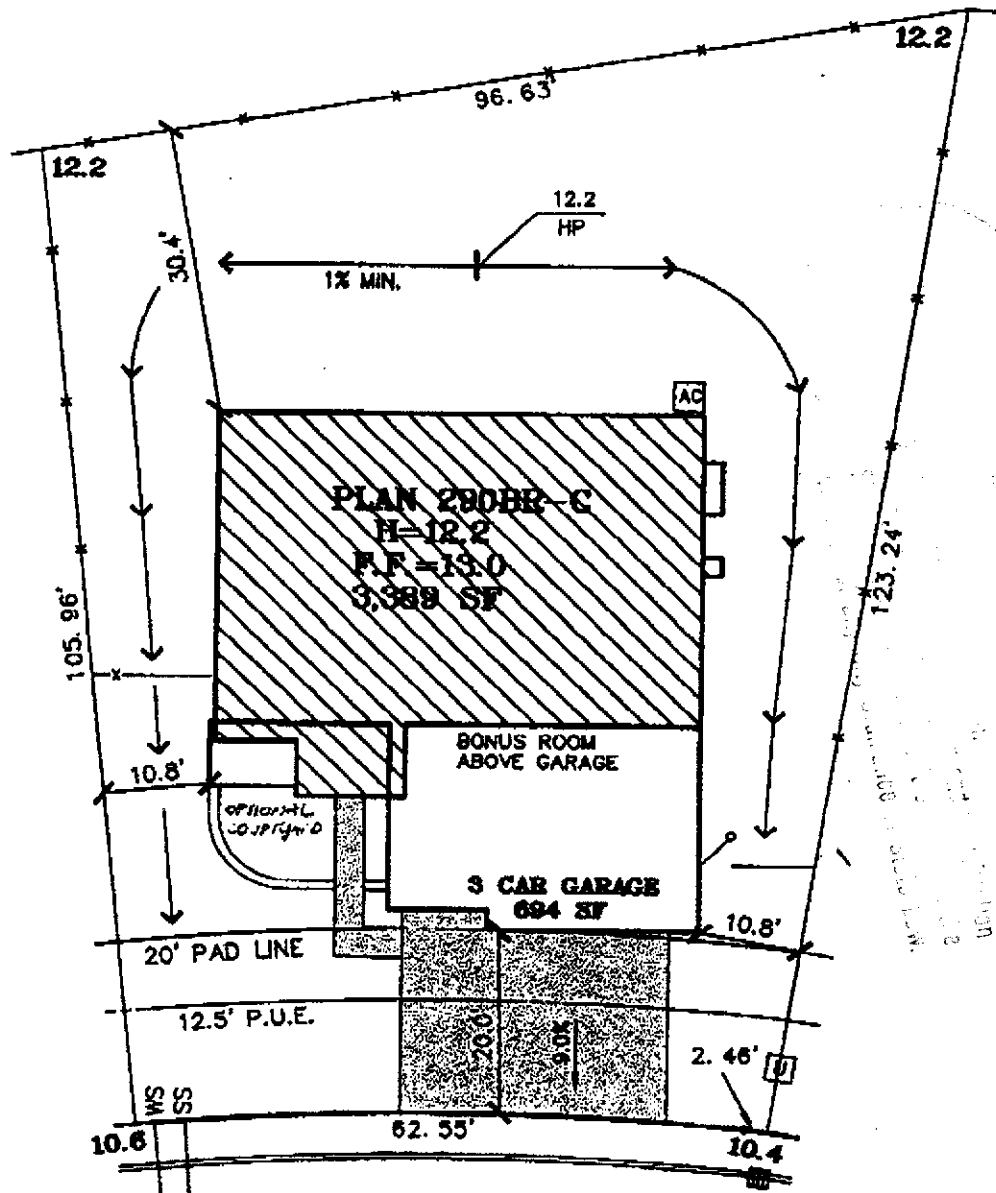 12.2
96.63'
12.2
12.2
HP
30.4'
1% MIN.
AC
PLAN 290BR-C
H=12.2
F.F.=13.0
3,389 SF
105.96'
123.24'
BONUS ROOM
ABOVE GARAGE
10.8'
OPTIONAL
COURTYARD
3 CAR GARAGE
694 SF
10.8'
20' PAD LINE
12.5' P.U.E.
20.0'
9.0%
2.46'
U
WS
SS
62.55'
10.6
10.4